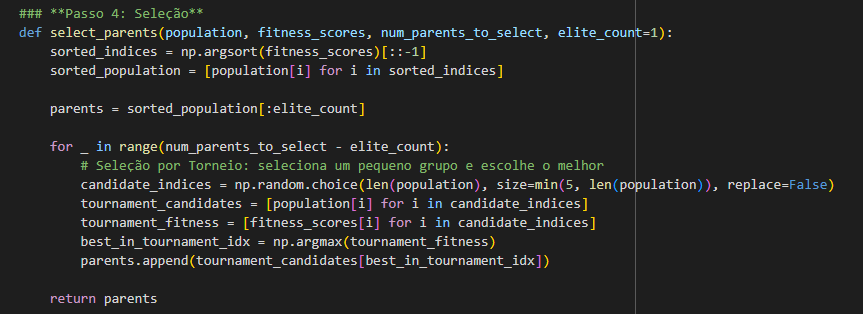 ### **Passo 4: Seleção**
def select_parents(population, fitness_scores, num_parents_to_select, elite_count=1):
    sorted_indices = np.argsort(fitness_scores)[::-1]
    sorted_population = [population[i] for i in sorted_indices]

    parents = sorted_population[:elite_count]

    for _ in range(num_parents_to_select - elite_count):
        # Seleção por Torneio: seleciona um pequeno grupo e escolhe o melhor
        candidate_indices = np.random.choice(len(population), size=min(5, len(population)), replace=False)
        tournament_candidates = [population[i] for i in candidate_indices]
        tournament_fitness = [fitness_scores[i] for i in candidate_indices]
        best_in_tournament_idx = np.argmax(tournament_fitness)
        parents.append(tournament_candidates[best_in_tournament_idx])

    return parents